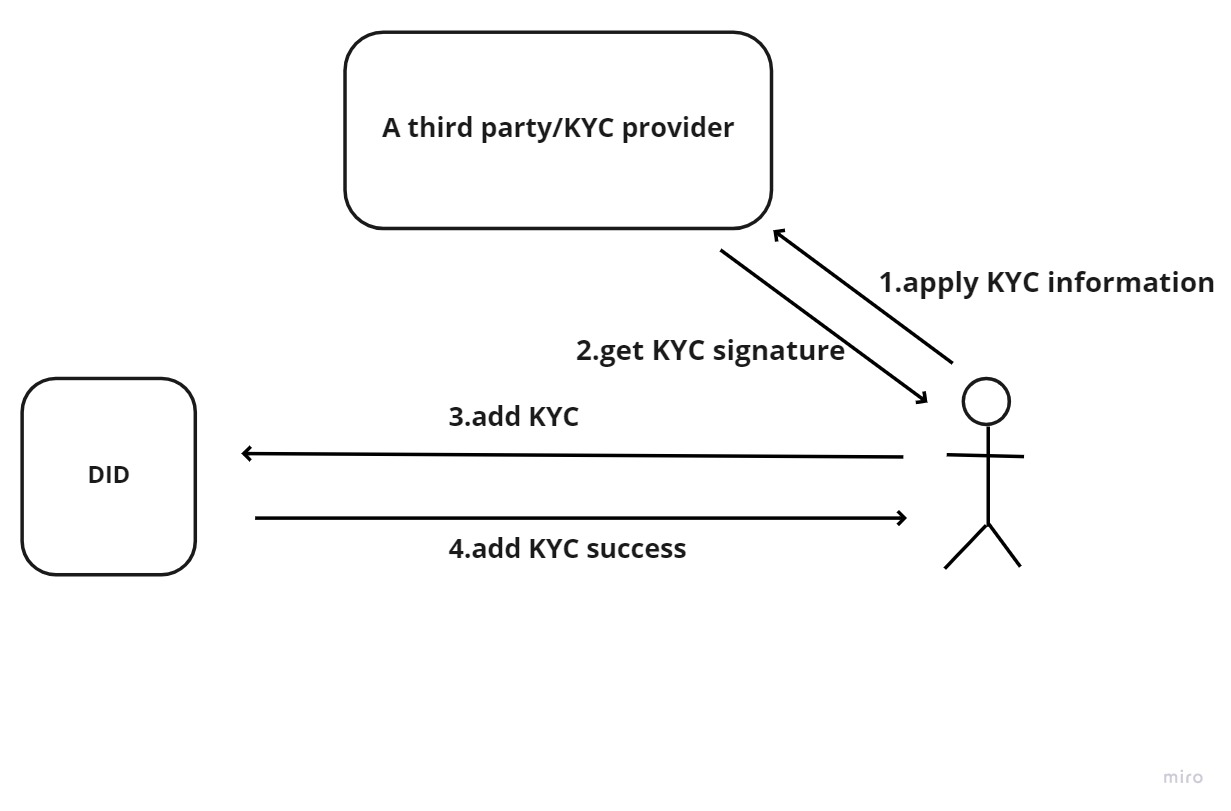 A third party/KYC provider
1.apply KYC information
2.get KYC signature
3.add KYC
DID
4.add KYC success
miro